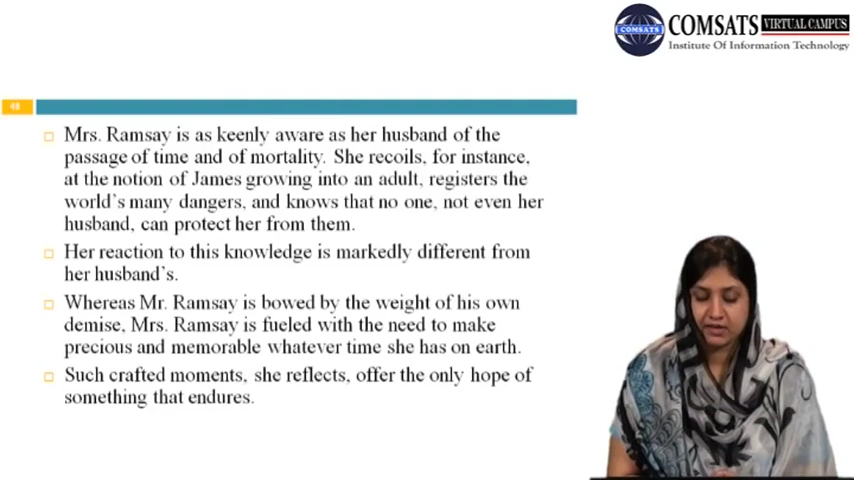 COMSATS VIRTUAL CAMPUS
COMSATS
Institute Of Information Technology
48
Mrs. Ramsay is as keenly aware as her husband of the
passage of time and of mortality. She recoils, for instance,
at the notion of James growing into an adult, registers the
world's many dangers, and knows that no one, not even her
husband, can protect her from them.
Her reaction to this knowledge is markedly different from
her husband's.
Whereas Mr. Ramsay is bowed by the weight of his own
demise, Mrs. Ramsay is fueled with the need to make
precious and memorable whatever time she has on earth.
Such crafted moments, she reflects, offer the only hope of
something that endures.